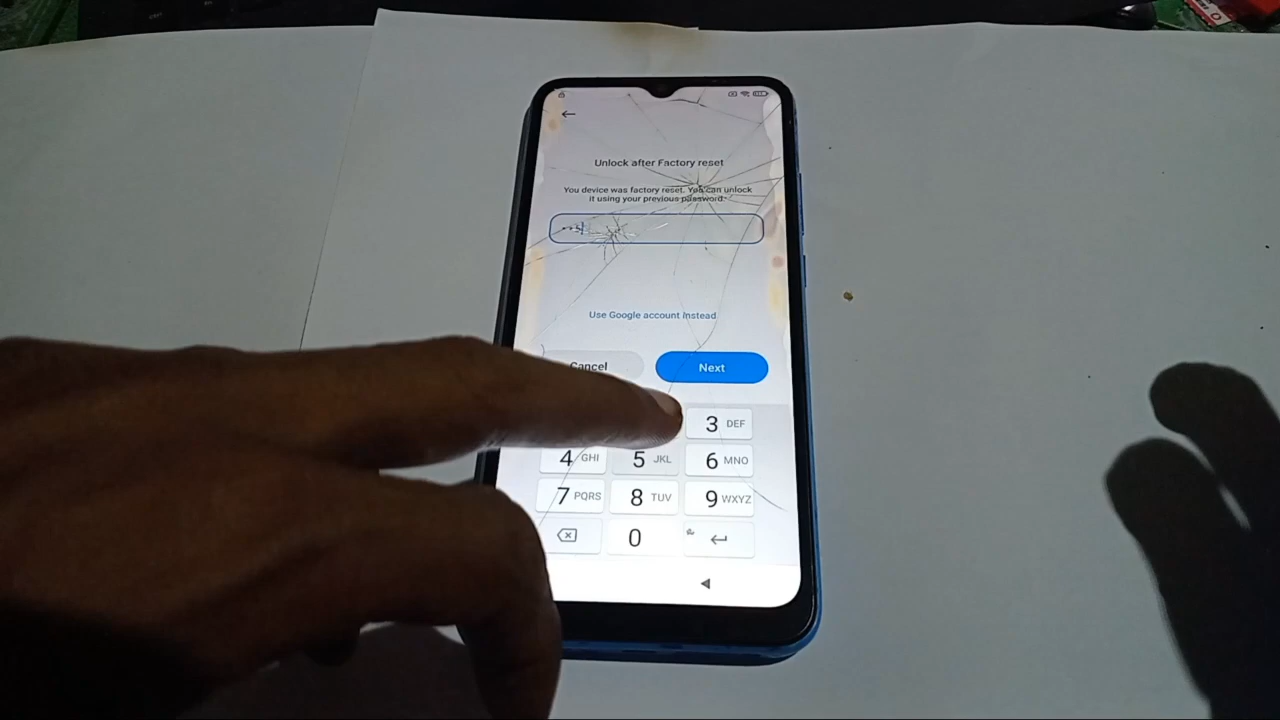 Unlock after Factory reset
You device was factory reset. You can unlock
it using your previous password.
Use Google account instead
Cancel
Next
3 DEF
4 GHI
5 JKL
6 MNO
7 PQRS
8 TUV
9 WXYZ
0